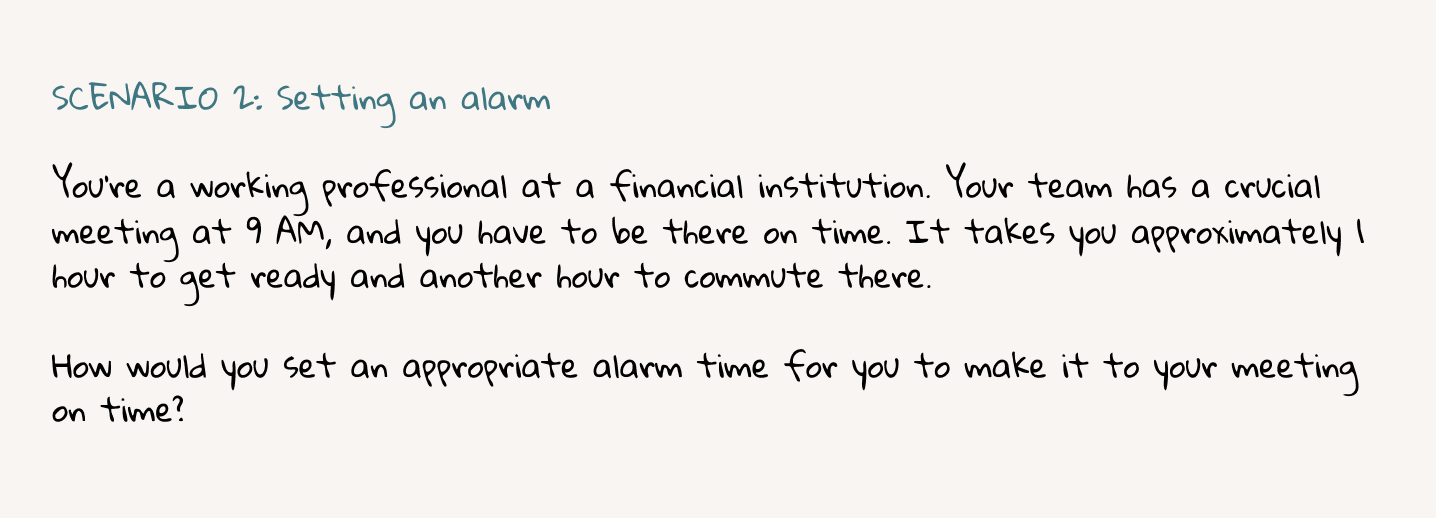 SCENARIO 2: Setting an alarm
You're a working professional at a financial institution. Your team has a crucial
meeting at 9 AM, and you have to be there on time. It takes you approximately 1
hour to get ready and another hour to commute there.
How would you set an appropriate alarm time for you to make it to your meeting
on time?